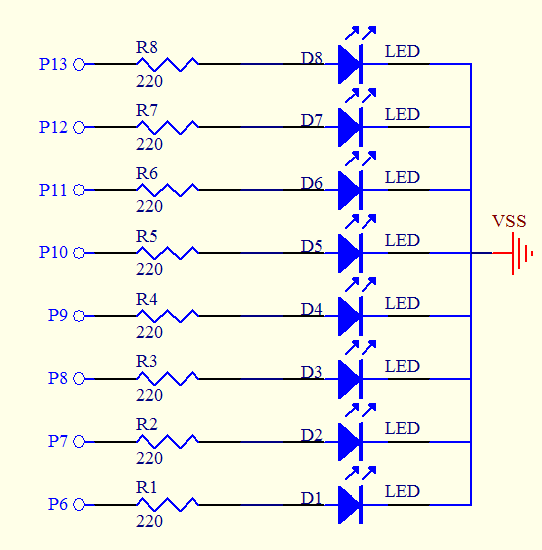 R8
P13 D8 LED
220
R7
P12 D7 LED
220
R6
P11 D6 LED
220
R5 VSS
P10 D5 LED
220
R4
P9 D4 LED
220
R3
P8 D3 LED
220
R2
P7 D2 LED
220
R1
P6 D1 LED
220